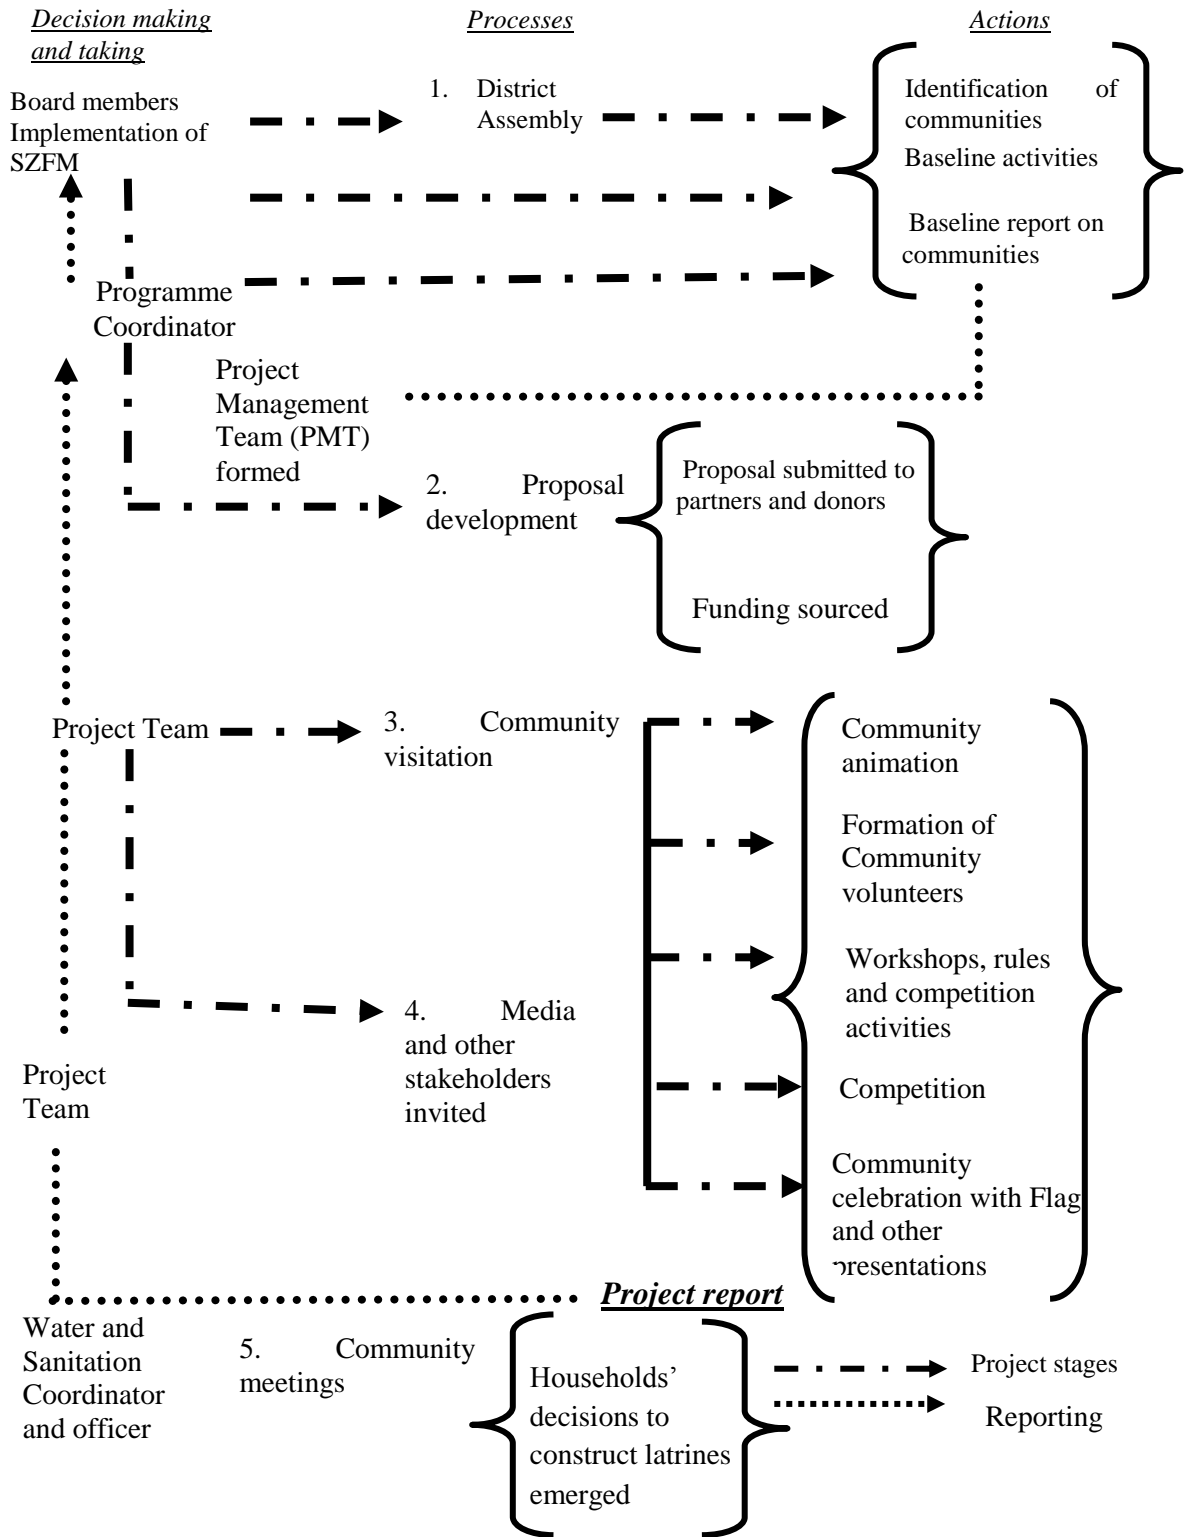 Decision making
and taking
Processes
Actions
Board members
Implementation of
SZFM
1. District
Assembly
Identification of
communities
Baseline activities
Baseline report on
communities
Programme
Coordinator
Project
Management
Team (PMT)
formed
2. Proposal
development
Proposal submitted to
partners and donors
Funding sourced
Project Team
3. Community
visitation
Community
animation
Formation of
Community
volunteers
Workshops, rules
and competition
activities
4. Media
and other
stakeholders
invited
Project
Team
Competition
Community
celebration with Flag
and other
presentations
Project report
Water and
Sanitation
Coordinator
and officer
5. Community
meetings
Households’
decisions to
construct latrines
emerged
Project stages
Reporting